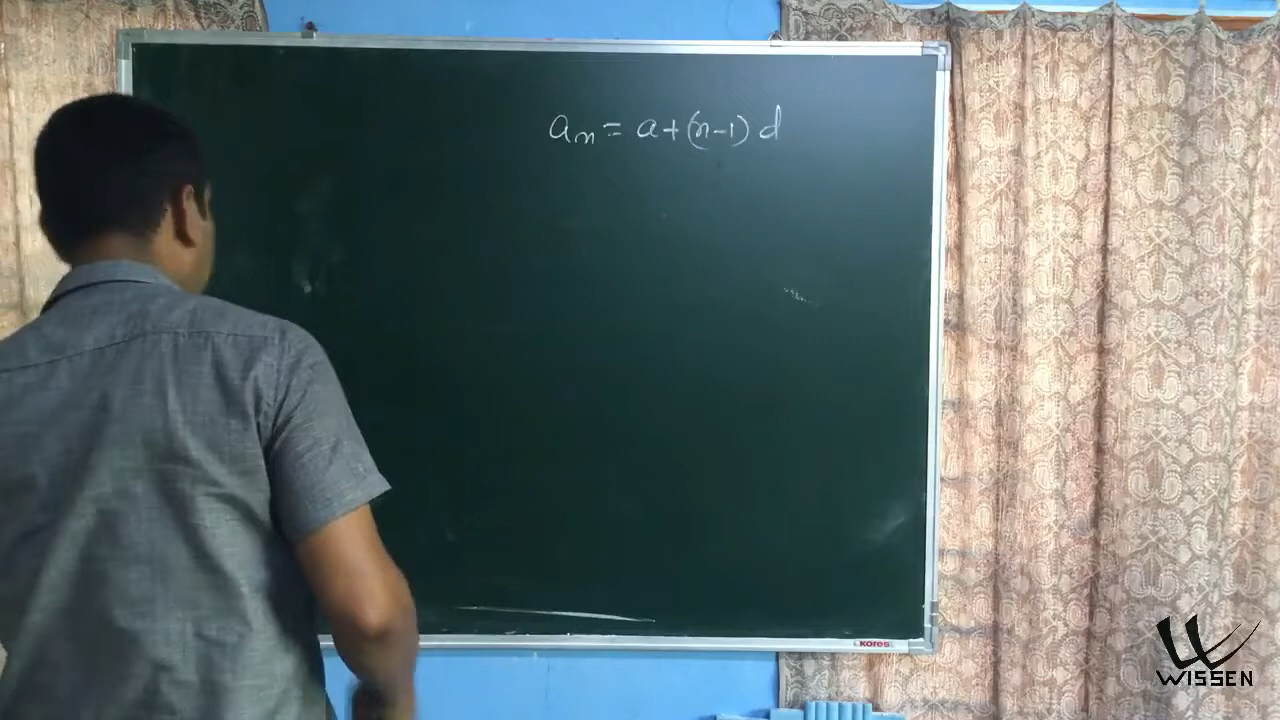 aₙ = a+(n-1) d
kores
WISSEN